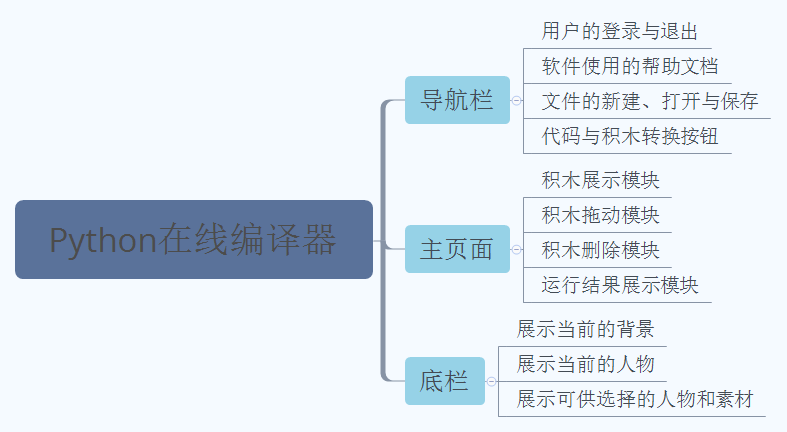 Python在线编译器
导航栏
用户的登录与退出
软件使用的帮助文档
文件的新建、打开与保存
代码与积木转换按钮
主页面
积木展示模块
积木拖动模块
积木删除模块
运行结果展示模块
底栏
展示当前的背景
展示当前的人物
展示可供选择的人物和素材